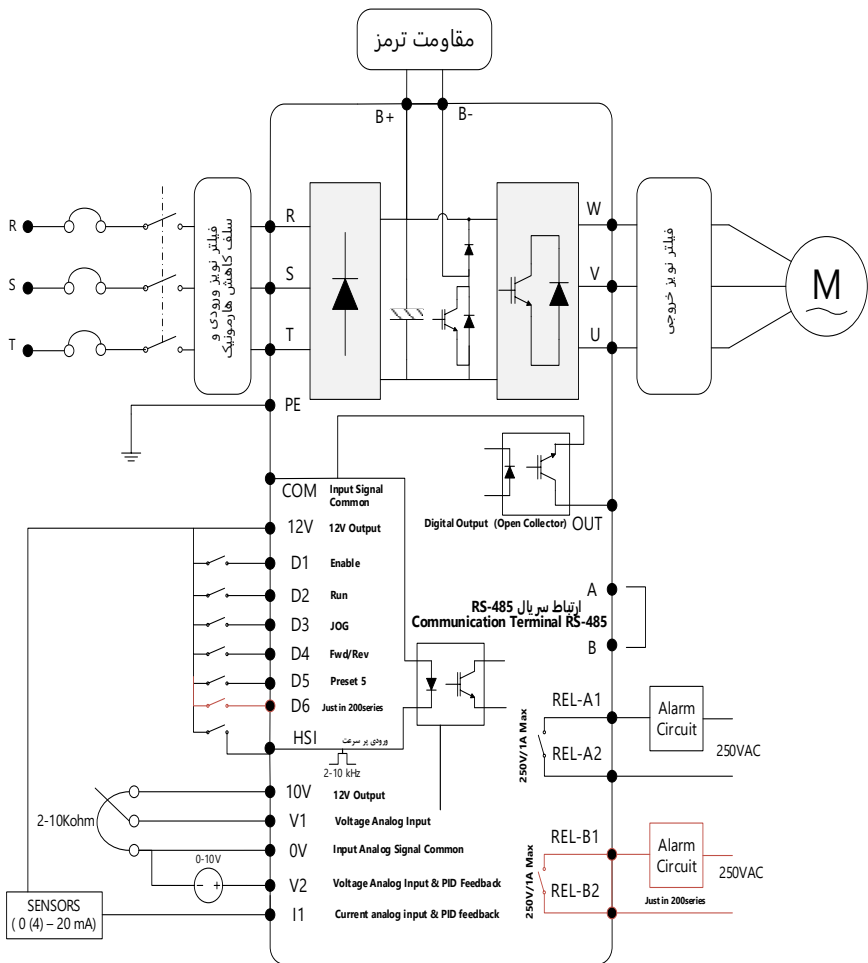 مقاومت ترمز
B+
B-
R
S
T
فیلتر نویز ورودی و
سلف کاهش هارمونیک
R
S
T
W
V
U
فیلتر نویز خروجی
M
PE
COM Input Signal
Common
12V 12V Output
D1 Enable
D2 Run
D3 JOG
D4 Fwd/Rev
D5 Preset 5
D6 Just in 200series
HSI ورودی پر سرعت
2-10 kHz
Digital Output (Open Collector) OUT
A
ارتباط سریال RS-485
Communication Terminal RS-485
B
REL-A1
REL-A2
250V/1A Max
Alarm
Circuit
250VAC
2-10Kohm
10V 12V Output
V1 Voltage Analog Input
0V Input Analog Signal Common
0-10V
- +
V2 Voltage Analog Input & PID Feedback
I1 Current analog input & PID feedback
SENSORS
( 0 (4) – 20 mA)
REL-B1
REL-B2
250V/1A Max
Alarm
Circuit
250VAC
Just in 200series